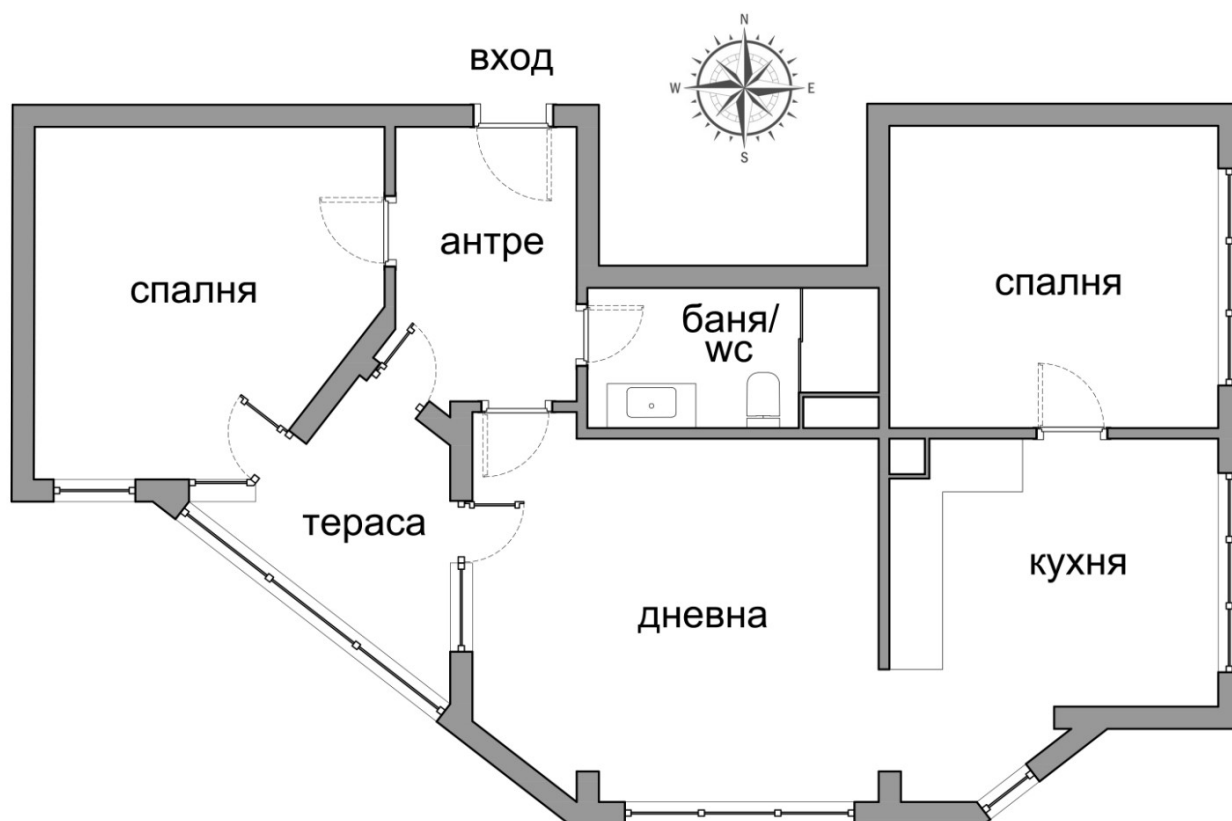 вход
N
W
E
S
антре
спалня
баня/
wc
спалня
тераса
дневна
кухня